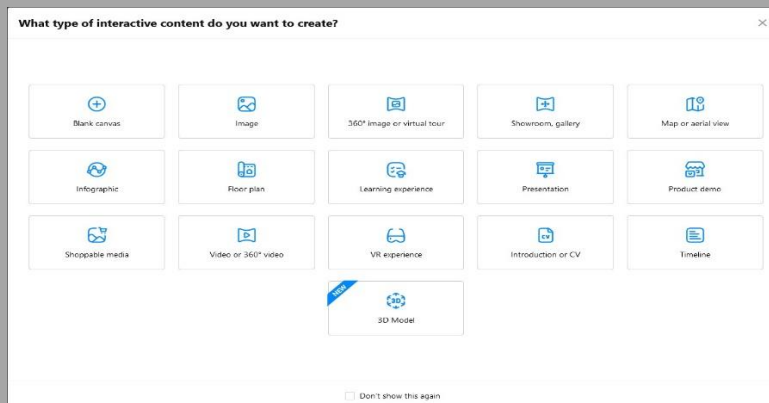 What type of interactive content do you want to create?
Blank canvas
Image
360° image or virtual tour
Showroom, gallery
Map or aerial view
Infographic
Floor plan
Learning experience
Presentation
Product demo
Shoppable media
Video or 360° video
VR experience
CV
Introduction or CV
Timeline
NEW
3D
3D Model
Don't show this again